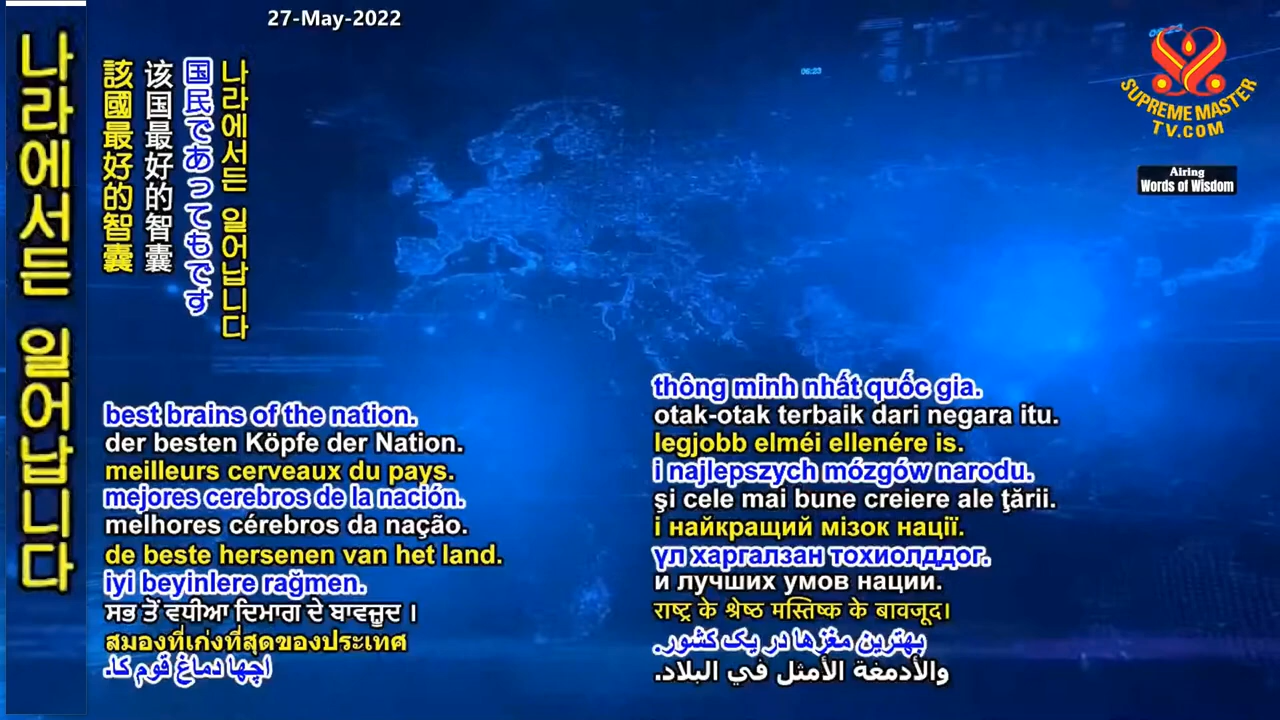 27-May-2022
나라에서든 일어납니다
나라에서든 일어납니다
国民であってもです
该国最好的智囊
該國最好的智囊
06:23
SUPREME MASTER
TV.COM
Airing
Words of Wisdom
best brains of the nation.
der besten Köpfe der Nation.
meilleurs cerveaux du pays.
mejores cerebros de la nación.
melhores cérebros da nação.
de beste hersenen van het land.
iyi beyinlere rağmen.
ਸਭ ਤੋਂ ਵਧੀਆ ਦਿਮਾਗ ਦੇ ਬਾਵਜੂਦ ।
สมองที่เก่งที่สุดของประเทศ
اچھا دماغ قوم کا.
thông minh nhất quốc gia.
otak-otak terbaik dari negara itu.
legjobb elméi ellenére is.
i najlepszych mózgów narodu.
şi cele mai bune creiere ale ţării.
і найкращий мізок нації.
үл харгалзан тохиолддог.
и лучших умов нации.
राष्ट्र के श्रेष्ठ मस्तिष्क के बावजूद।
بهترین مغزها در یک کشور.
والأدمغة الأمثل في البلاد.